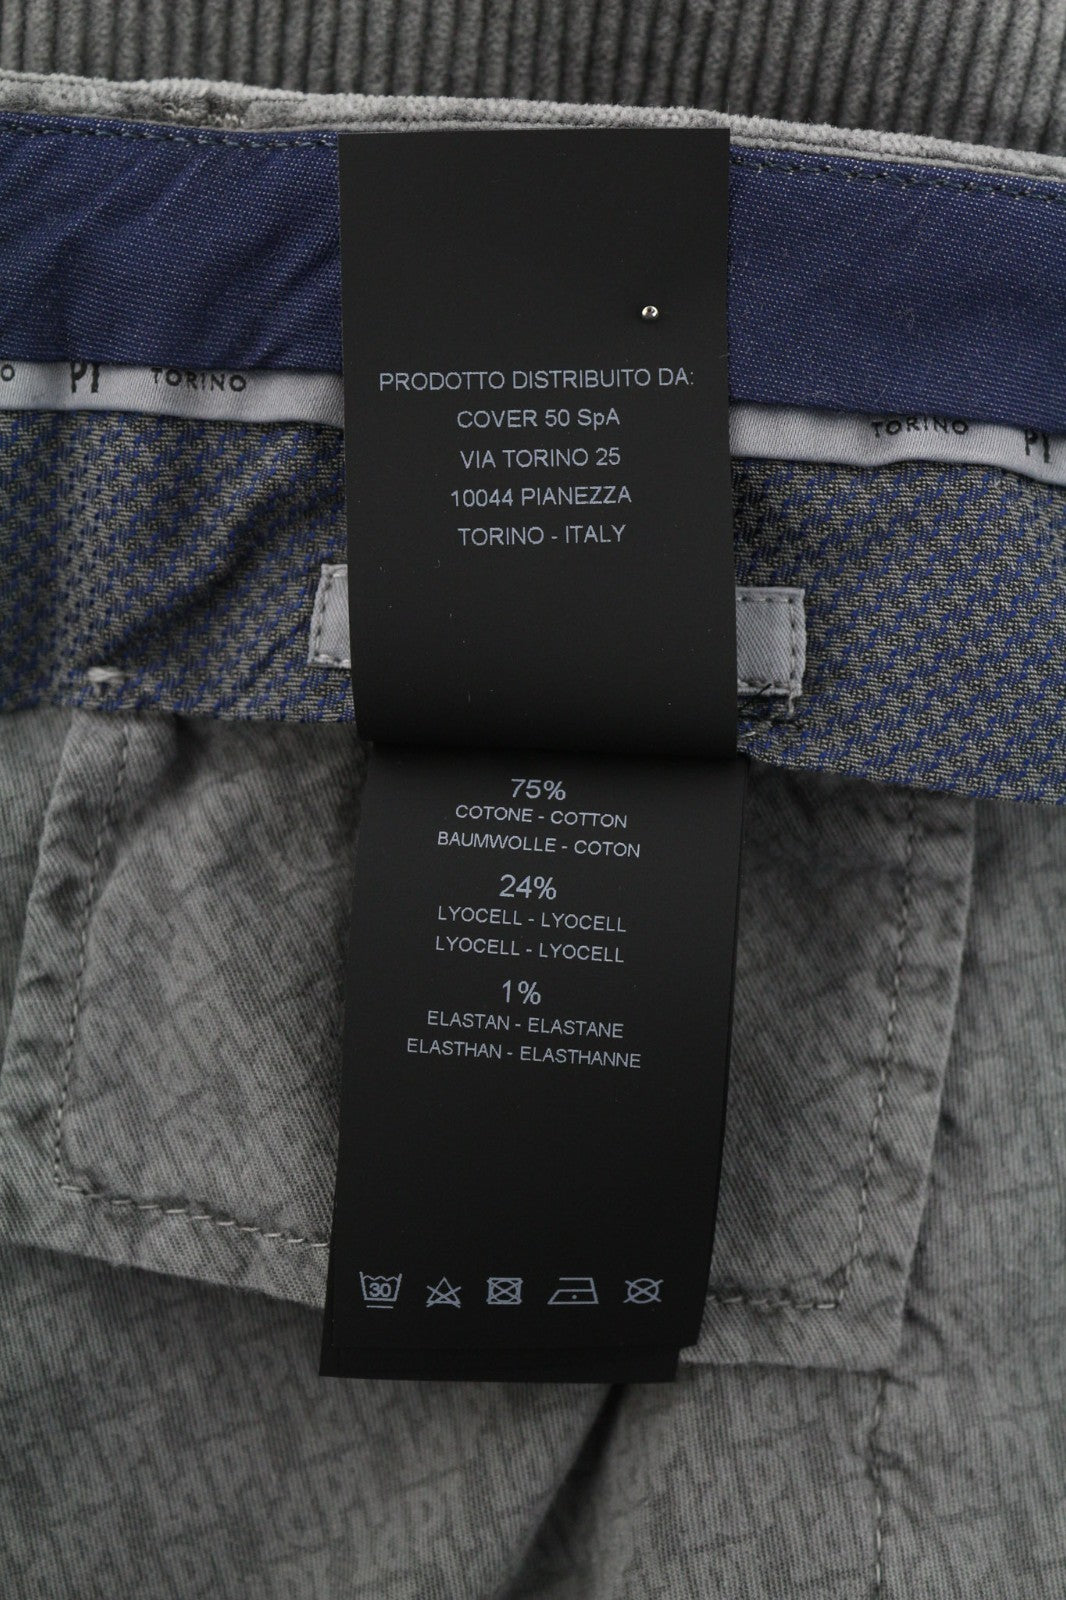 PRODOTTO DISTRIBUITO DA:
COVER 50 SpA
VIA TORINO 25
10044 PIANEZZA
TORINO - ITALY
O PT TORINO
TORINO PT
75%
COTONE - COTTON
BAUMWOLLE - COTON
24%
LYOCELL - LYOCELL
LYOCELL - LYOCELL
1%
ELASTAN - ELASTANE
ELASTHAN - ELASTHANNE
30